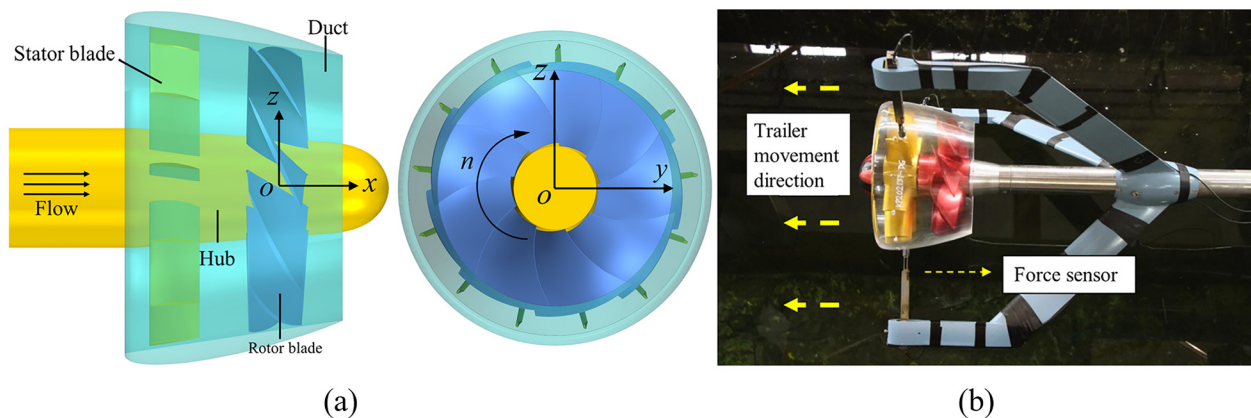 Stator blade
Duct
z
o
x
Flow
Hub
Rotor blade
z
n
o
y
(a)
Trailer
movement
direction
Force sensor
(b)